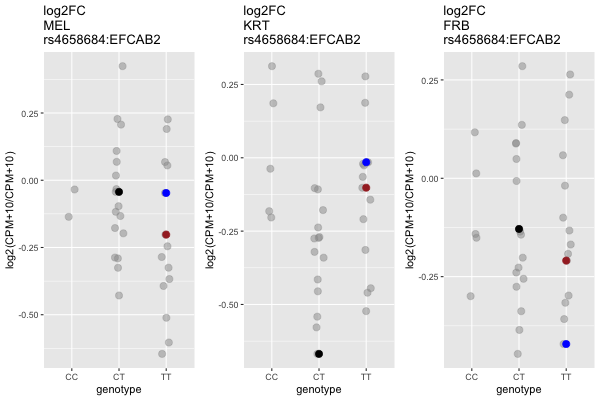 log2FC
MEL
rs4658684:EFCAB2
log2(CPM+10/CPM+10)
0.25
0.00
-0.25
-0.50
CC CT TT
genotype
log2FC
KRT
rs4658684:EFCAB2
log2(CPM+10/CPM+10)
0.25
0.00
-0.25
-0.50
CC CT TT
genotype
log2FC
FRB
rs4658684:EFCAB2
log2(CPM+10/CPM+10)
0.25
0.00
-0.25
CC CT TT
genotype